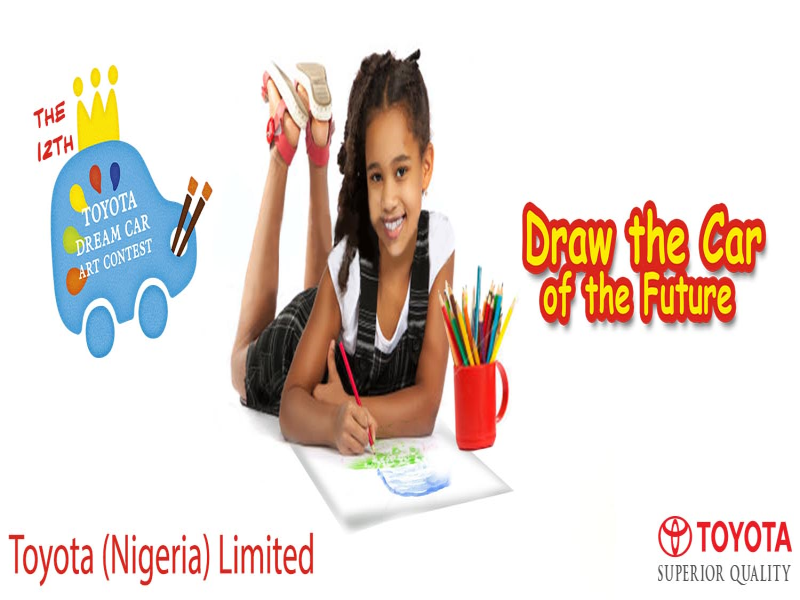 THE
12TH
TOYOTA
DREAM CAR
ART CONTEST
Draw the Car
of the Future
Toyota (Nigeria) Limited
TOYOTA
SUPERIOR QUALITY